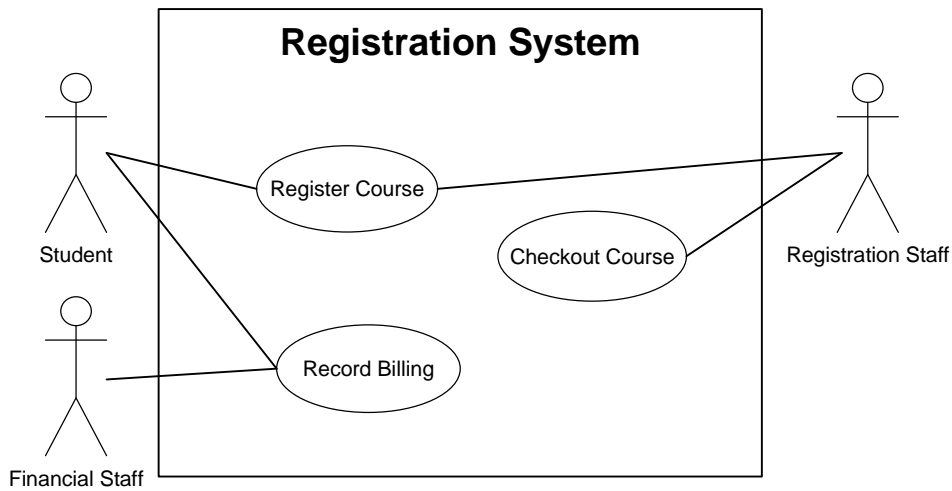 Registration System
Register Course
Student
Checkout Course
Registration Staff
Record Billing
Financial Staff